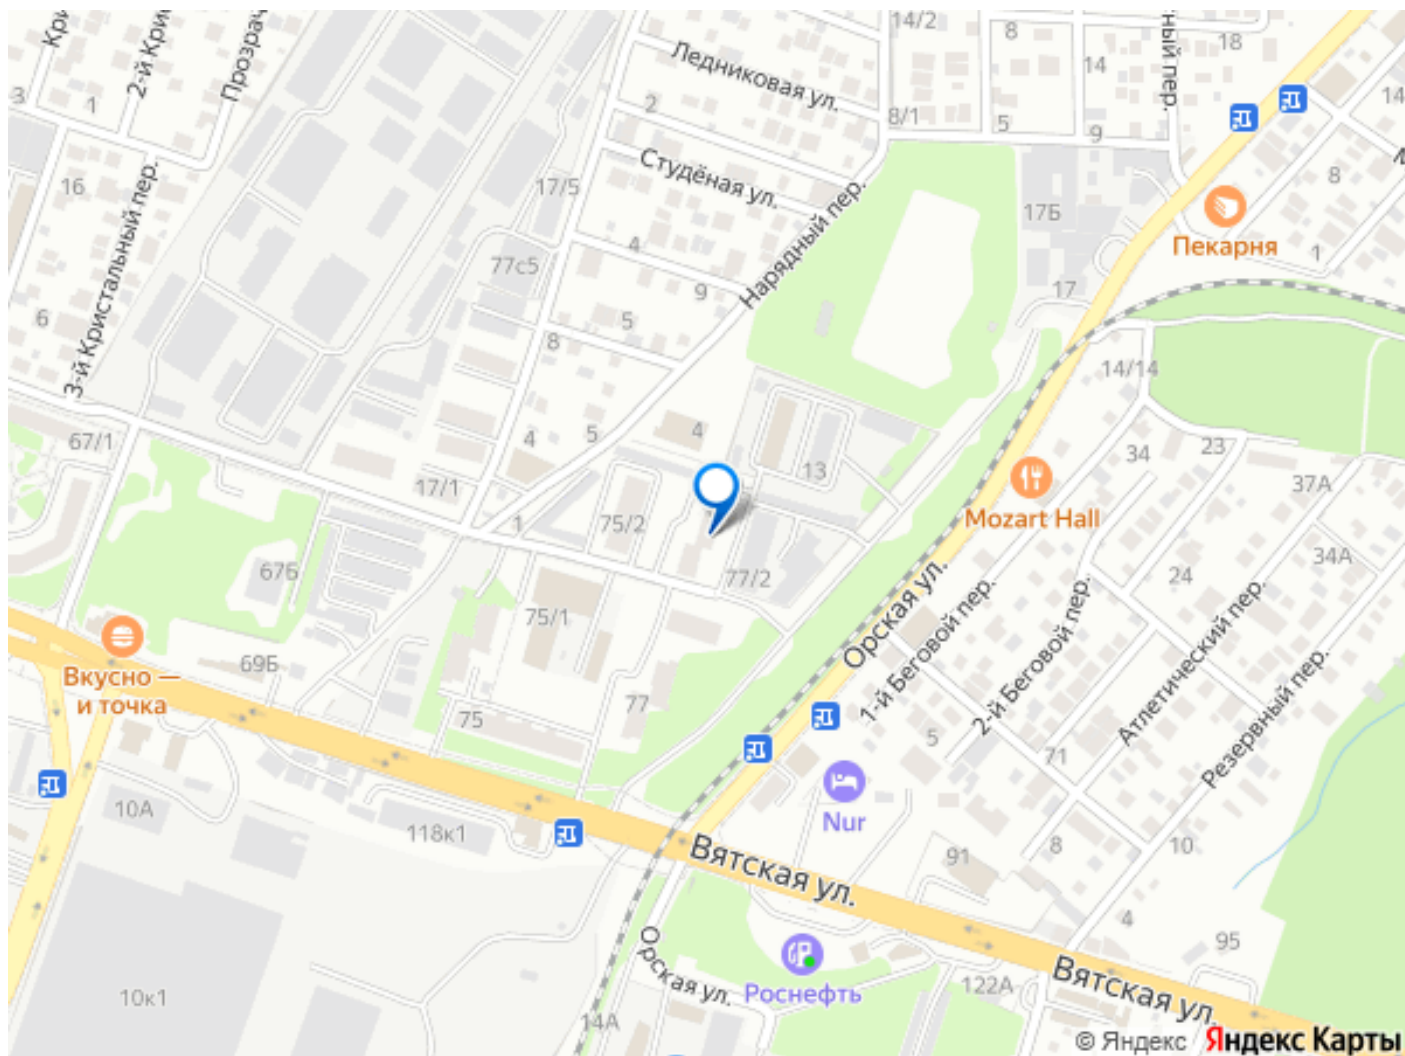 Кри
2-й Крис
Прозрач
14/2
8
18
ный пер.
14
14
Ледниковая ул.
3
1
2
8/1
5
9
Студёная ул.
16
17/5
17Б
8
М
3-й Кристальный пер.
Нарядный пер.
Пекарня
4
1
77с5
9
17
6
5
8
14/14
67/1
4
5
4
34
23
13
37А
17/1
1
75/2
Mozart Hall
34А
67Б
77/2
24
75/1
Орская ул.
1-й Беговой пер.
2-й Беговой пер.
Атлетический пер.
Резервный пер.
Вкусно —
и точка
69Б
77
75
5
71
10А
118к1
Nur
Вятская ул.
91
8
10
4
95
Орская ул.
Роснефть
122А
Вятская ул.
10к1
14А
© Яндекс Яндекс Карты